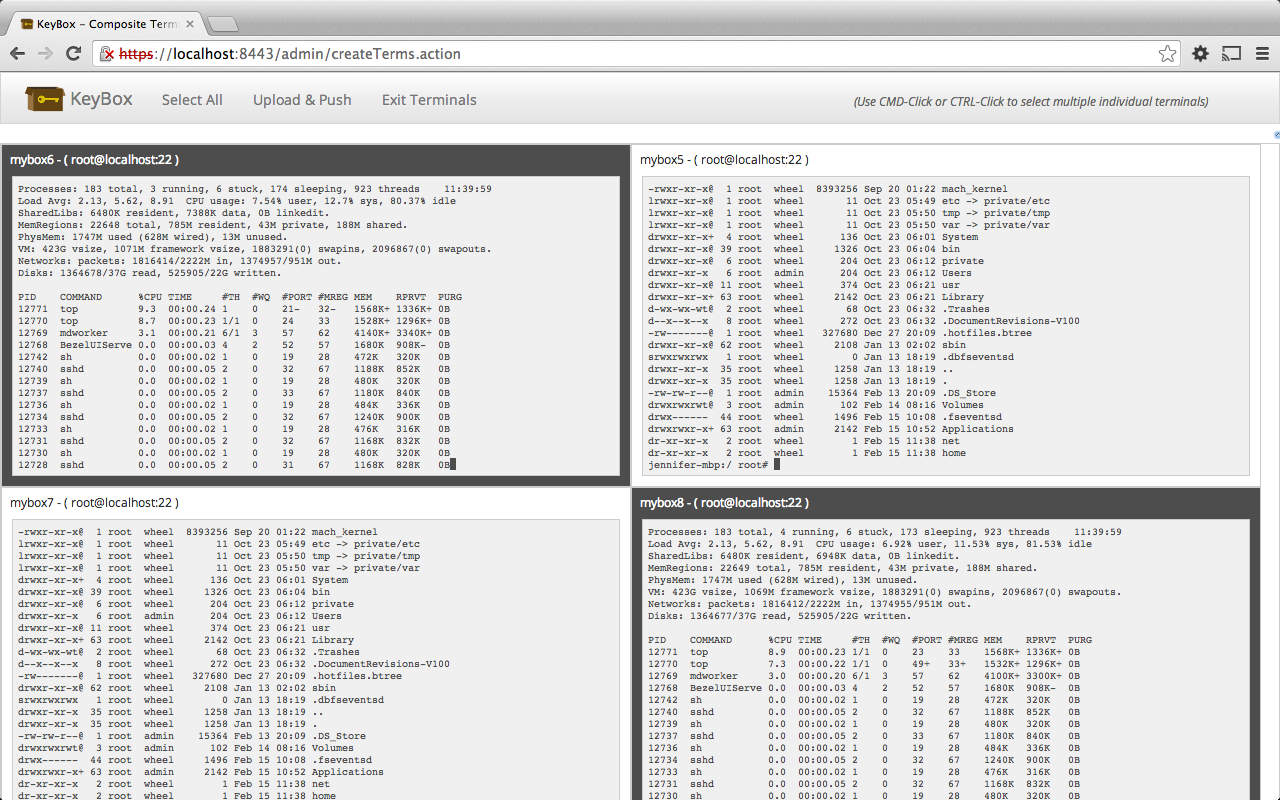 KeyBox - Composite Term
https://localhost:8443/admin/createTerms.action
KeyBox Select All Upload & Push Exit Terminals (Use CMD-Click or CTRL-Click to select multiple individual terminals)
mybox6 - ( root@localhost:22 )
Processes: 183 total, 3 running, 6 stuck, 174 sleeping, 923 threads 11:39:59
Load Avg: 2.13, 5.62, 8.91 CPU usage: 7.54% user, 12.7% sys, 80.37% idle
SharedLibs: 6480K resident, 7388K data, 0B linkedit.
MemRegions: 22648 total, 785M resident, 43M private, 188M shared.
PhysMem: 1747M used (628M wired), 13M unused.
VM: 423G vsize, 1071M framework vsize, 1883291(0) swapins, 2096867(0) swapouts.
Networks: packets: 1816414/2222M in, 1374957/951M out.
Disks: 1364678/37G read, 525905/22G written.
PID COMMAND %CPU TIME #TH #WQ #PORT #MREG MEM RPRVT PURG
12771 top 9.3 00:00.24 1 0 21- 32- 1568K+ 1336K+ 0B
12770 top 8.7 00:00.23 1/1 0 24 33 1528K+ 1296K+ 0B
12769 mdworker 3.1 00:00.21 6/1 3 57 62 4140K+ 3340K+ 0B
12768 BezelUIServe 0.0 00:00.03 4 2 52 57 1680K 908K- 0B
12742 sh 0.0 00:00.02 1 0 19 28 472K 320K 0B
12740 sshd 0.0 00:00.05 2 0 32 67 1188K 852K 0B
12739 sh 0.0 00:00.02 1 0 19 28 480K 320K 0B
12737 sshd 0.0 00:00.05 2 0 33 67 1180K 840K 0B
12736 sh 0.0 00:00.02 1 0 19 28 484K 336K 0B
12734 sshd 0.0 00:00.05 2 0 32 67 1240K 900K 0B
12733 sh 0.0 00:00.02 1 0 19 28 476K 316K 0B
12731 sshd 0.0 00:00.05 2 0 32 67 1168K 832K 0B
12730 sh 0.0 00:00.02 1 0 19 28 480K 320K 0B
12728 sshd 0.0 00:00.05 2 0 31 67 1168K 828K 0B
mybox5 - ( root@localhost:22 )
-rwxr-xr-x@ 1 root wheel 8393256 Sep 20 01:22 mach_kernel
lrwxr-xr-x@ 1 root wheel 11 Oct 23 05:49 etc -> private/etc
lrwxr-xr-x@ 1 root wheel 11 Oct 23 05:50 tmp -> private/tmp
lrwxr-xr-x@ 1 root wheel 11 Oct 23 05:50 var -> private/var
drwxr-xr-x+ 4 root wheel 136 Oct 23 06:01 System
drwxr-xr-x@ 39 root wheel 1326 Oct 23 06:04 bin
drwxr-xr-x@ 6 root wheel 204 Oct 23 06:12 private
drwxr-xr-x 6 root admin 204 Oct 23 06:12 Users
drwxr-xr-x@ 11 root wheel 374 Oct 23 06:21 usr
drwxr-xr-x+ 63 root wheel 2142 Oct 23 06:21 Library
d-wx-wx-wt@ 2 root wheel 68 Oct 23 06:32 .Trashes
d--x--x--x 8 root wheel 272 Oct 23 06:32 .DocumentRevisions-V100
-rw-------@ 1 root wheel 327680 Dec 27 20:09 .hotfiles.btree
drwxr-xr-x@ 62 root wheel 2108 Jan 13 02:02 sbin
srwxrwxrwx 1 root wheel 0 Jan 13 18:19 .dbfseventsd
drwxr-xr-x 35 root wheel 1258 Jan 13 18:19 ..
drwxr-xr-x 35 root wheel 1258 Jan 13 18:19 .
-rw-rw-r--@ 1 root admin 15364 Feb 13 20:09 .DS_Store
drwxrwxrwt@ 3 root admin 102 Feb 14 08:16 Volumes
drwx------ 44 root wheel 1496 Feb 15 10:08 .fseventsd
drwxrwxr-x+ 63 root admin 2142 Feb 15 10:52 Applications
dr-xr-xr-x 2 root wheel 1 Feb 15 11:38 net
dr-xr-xr-x 2 root wheel 1 Feb 15 11:38 home
jennifer-mbp:/ root#
mybox7 - ( root@localhost:22 )
-rwxr-xr-x@ 1 root wheel 8393256 Sep 20 01:22 mach_kernel
lrwxr-xr-x@ 1 root wheel 11 Oct 23 05:49 etc -> private/etc
lrwxr-xr-x@ 1 root wheel 11 Oct 23 05:50 tmp -> private/tmp
lrwxr-xr-x@ 1 root wheel 11 Oct 23 05:50 var -> private/var
drwxr-xr-x+ 4 root wheel 136 Oct 23 06:01 System
drwxr-xr-x@ 39 root wheel 1326 Oct 23 06:04 bin
drwxr-xr-x@ 6 root wheel 204 Oct 23 06:12 private
drwxr-xr-x 6 root admin 204 Oct 23 06:12 Users
drwxr-xr-x@ 11 root wheel 374 Oct 23 06:21 usr
drwxr-xr-x+ 63 root wheel 2142 Oct 23 06:21 Library
d-wx-wx-wt@ 2 root wheel 68 Oct 23 06:32 .Trashes
d--x--x--x 8 root wheel 272 Oct 23 06:32 .DocumentRevisions-V100
-rw-------@ 1 root wheel 327680 Dec 27 20:09 .hotfiles.btree
drwxr-xr-x@ 62 root wheel 2108 Jan 13 02:02 sbin
srwxrwxrwx 1 root wheel 0 Jan 13 18:19 .dbfseventsd
drwxr-xr-x 35 root wheel 1258 Jan 13 18:19 ..
drwxr-xr-x 35 root wheel 1258 Jan 13 18:19 .
-rw-rw-r--@ 1 root admin 15364 Feb 13 20:09 .DS_Store
drwxrwxrwt@ 3 root admin 102 Feb 14 08:16 Volumes
drwx------ 44 root wheel 1496 Feb 15 10:08 .fseventsd
drwxrwxr-x+ 63 root admin 2142 Feb 15 10:52 Applications
dr-xr-xr-x 2 root wheel 1 Feb 15 11:38 net
dr-xr-xr-x 2 root wheel 1 Feb 15 11:38 home
mybox8 - ( root@localhost:22 )
Processes: 183 total, 4 running, 6 stuck, 173 sleeping, 923 threads 11:39:59
Load Avg: 2.13, 5.62, 8.91 CPU usage: 6.92% user, 11.53% sys, 81.53% idle
SharedLibs: 6480K resident, 6948K data, 0B linkedit.
MemRegions: 22649 total, 785M resident, 43M private, 188M shared.
PhysMem: 1747M used (628M wired), 13M unused.
VM: 423G vsize, 1069M framework vsize, 1883291(0) swapins, 2096867(0) swapouts.
Networks: packets: 1816412/2222M in, 1374955/951M out.
Disks: 1364677/37G read, 525905/22G written.
PID COMMAND %CPU TIME #TH #WQ #PORT #MREG MEM RPRVT PURG
12771 top 8.9 00:00.23 1/1 0 23 33 1568K+ 1336K+ 0B
12770 top 7.3 00:00.22 1/1 0 49+ 33+ 1532K+ 1296K+ 0B
12769 mdworker 3.0 00:00.20 6/1 3 57 62 4100K+ 3300K+ 0B
12768 BezelUIServe 0.0 00:00.03 4 2 52 57 1680K 908K- 0B
12742 sh 0.0 00:00.02 1 0 19 28 472K 320K 0B
12740 sshd 0.0 00:00.05 2 0 32 67 1188K 852K 0B
12739 sh 0.0 00:00.02 1 0 19 28 480K 320K 0B
12737 sshd 0.0 00:00.05 2 0 33 67 1180K 840K 0B
12736 sh 0.0 00:00.02 1 0 19 28 484K 336K 0B
12734 sshd 0.0 00:00.05 2 0 32 67 1240K 900K 0B
12733 sh 0.0 00:00.02 1 0 19 28 476K 316K 0B
12731 sshd 0.0 00:00.05 2 0 32 67 1168K 832K 0B
12730 sh 0.0 00:00.02 1 0 19 28 480K 320K 0B